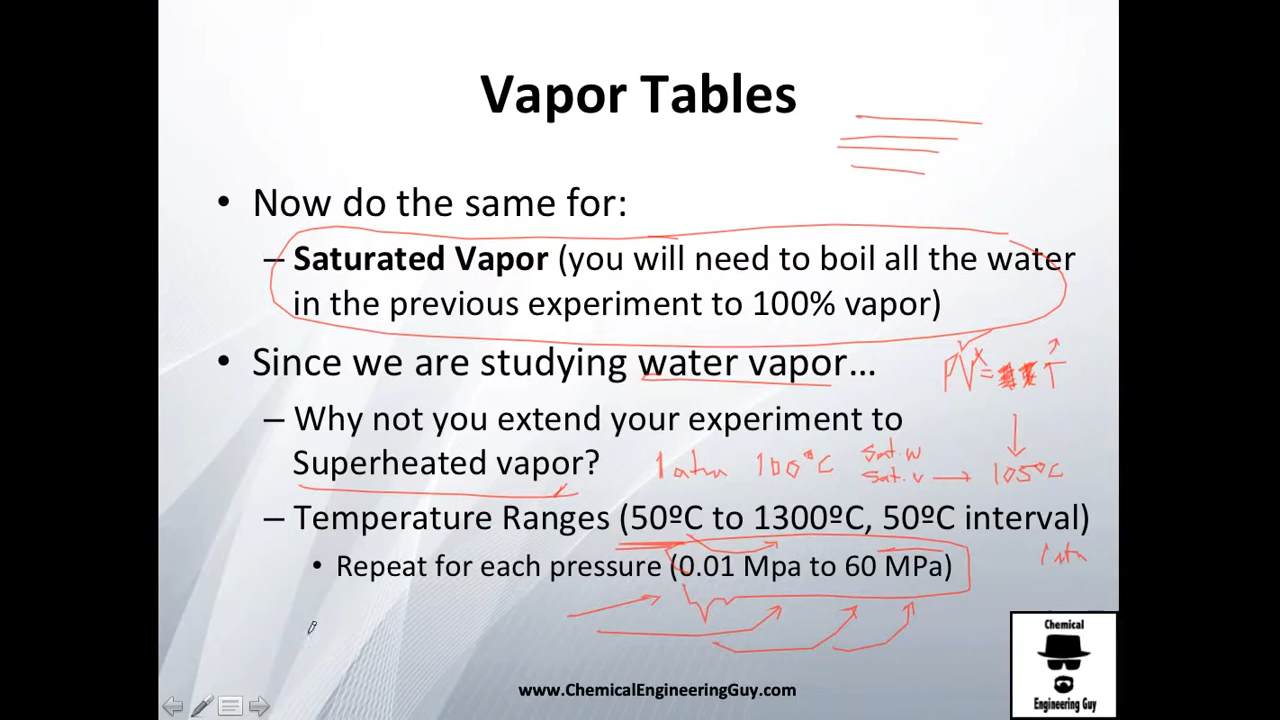 Vapor Tables
• Now do the same for:
– Saturated Vapor (you will need to boil all the water
in the previous experiment to 100% vapor)
• Since we are studying water vapor...
PV = T
– Why not you extend your experiment to
Superheated vapor?
1 atm 100°C Sat. w
Sat. v → 105°C
– Temperature Ranges (50ºC to 1300ºC, 50ºC interval)
1 atm
• Repeat for each pressure (0.01 Mpa to 60 MPa)
Chemical
Engineering Guy
www.ChemicalEngineeringGuy.com